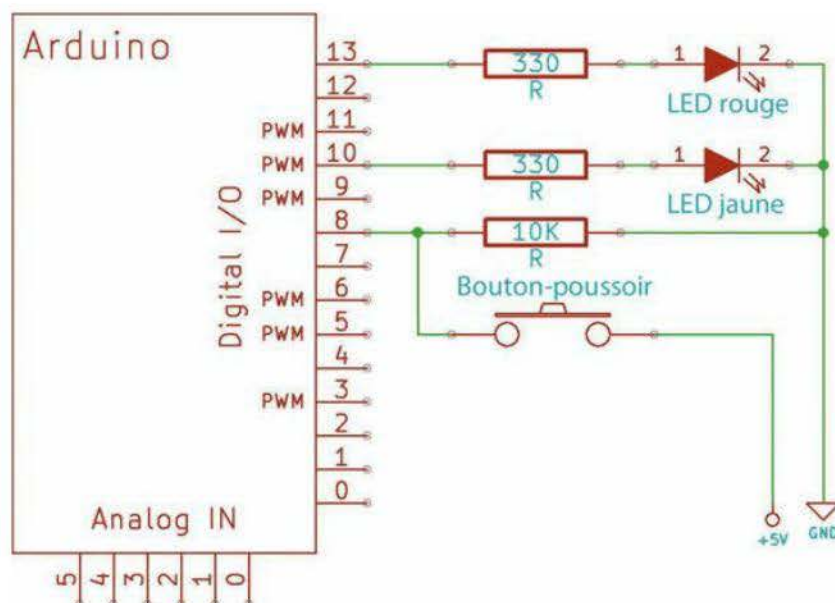 Arduino
13
330
R
1
2
LED rouge
12
PWM 11
PWM 10
330
R
1
2
LED jaune
PWM 9
Digital I/O
8
10K
R
7
Bouton-poussoir
PWM 6
PWM 5
4
PWM 3
2
1
0
Analog IN
+5V
GND
5 4 3 2 1 0